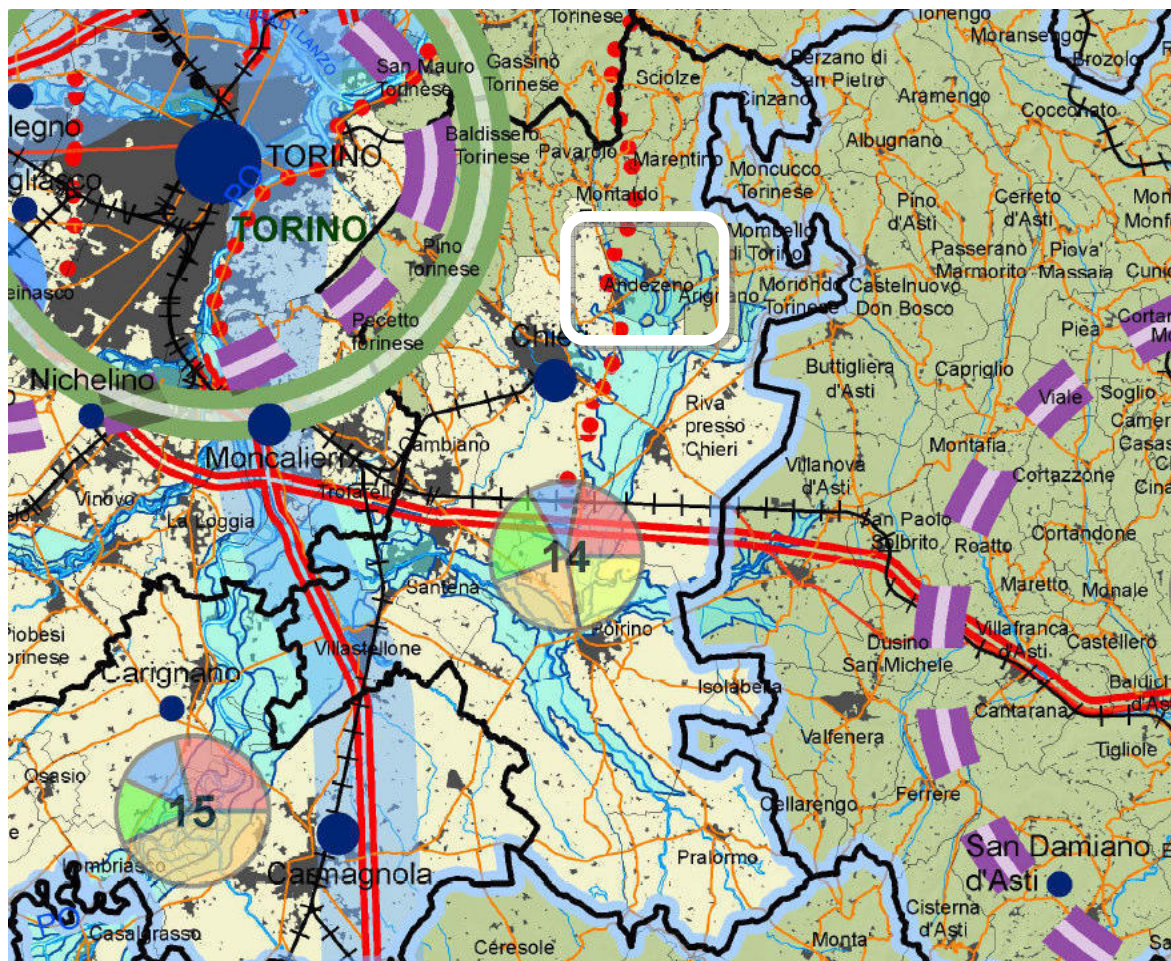 Torinese
Tonengo
Moransengo
Brozolo
Gassino
Torinese
Sciolze
Berzano di
San Pietro
Cinzano
Aramengo
Cocconato
San Mauro
Torinese
LANZO
legno
gliasco
TORINO
PO
TORINO
Baldissero
Torinese
Pavarolo
Marentino
Montaldo
Albugnano
Moncucco
Torinese
Pino
d'Asti
Cerreto
d'Asti
Mombello
di Torino
Passerano
Marmorito
Piova'
Massaia
Pino
Torinese
einasco
Andezeno
Arignano
Moriondo
Torinese
Castelnuovo
Don Bosco
Pecetto
Torinese
Chieri
Piea
Buttigliera
d'Asti
Capriglio
Nichelino
Viale
Soglio
Riva
presso
Chieri
Cambiano
Moncalieri
Montafia
Cortazzone
Villanova
d'Asti
Vinovo
Trofarello
La Loggia
San Paolo
Solbrito
Roatto
Cortandone
14
Santena
Maretto
Monale
Piobesi
Torinese
Poirino
Dusino
San Michele
Villafranca
d'Asti
Castellero
Villastellone
Carignano
Isolabella
Cantarana
Valfenera
Tigliole
Osasio
15
Cellarengo
Ferrere
Lombriasco
Carmagnola
Pralormo
San Damiano
d'Asti
PO
Casalgrasso
Céresole
Monta
Cisterna
d'Asti